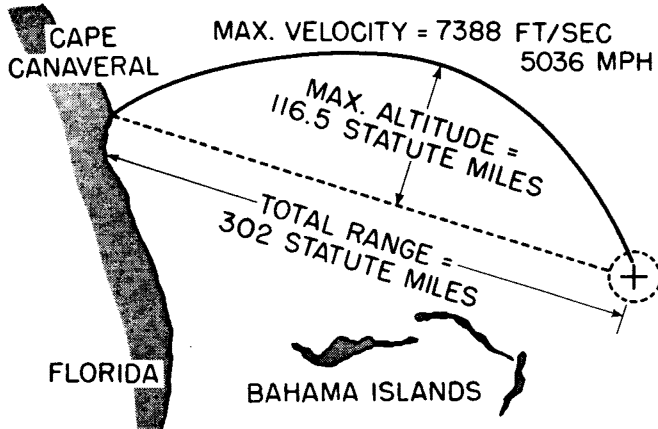 CAPE
CANAVERAL
MAX. VELOCITY = 7388 FT/SEC
5036 MPH
MAX. ALTITUDE =
116.5 STATUTE MILES
TOTAL RANGE =
302 STATUTE MILES
FLORIDA
BAHAMA ISLANDS